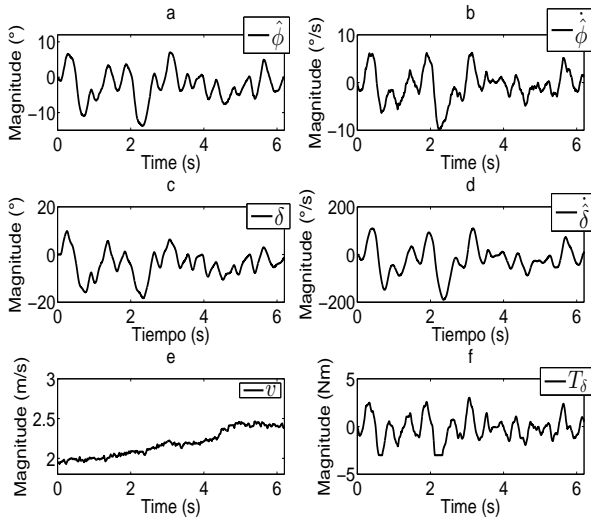 a
b
Magnitude (°)
10
0
−10
0
2
4
6
Time (s)
ϕ̂
Magnitude (°/s)
10
0
−10
0
2
4
6
Time (s)
ϕ̂̇
c
d
Magnitude (°)
20
0
−20
0
2
4
6
Tiempo (s)
δ
Magnitude (°/s)
200
0
−200
0
2
4
6
Tiempo (s)
δ̂̇
e
f
Magnitude (m/s)
3
2.5
2
0
2
4
6
Time (s)
v
Magnitude (Nm)
5
0
−5
0
2
4
6
Time (s)
T_δ